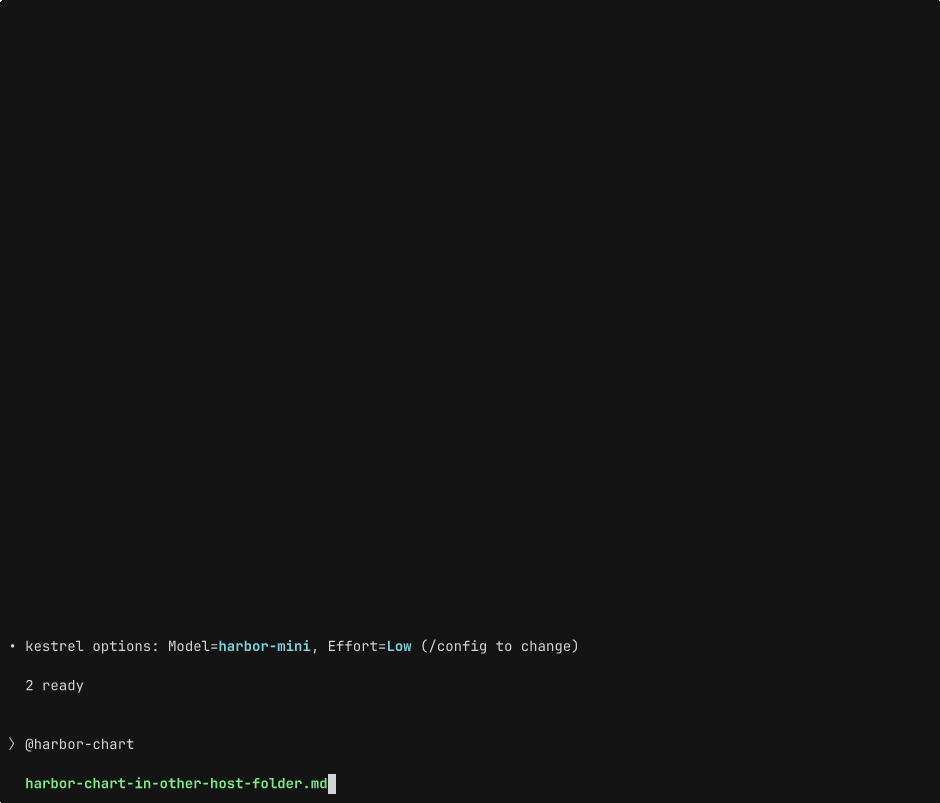 • kestrel options: Model=harbor-mini, Effort=Low (/config to change)
2 ready
〉 @harbor-chart
harbor-chart-in-other-host-folder.md